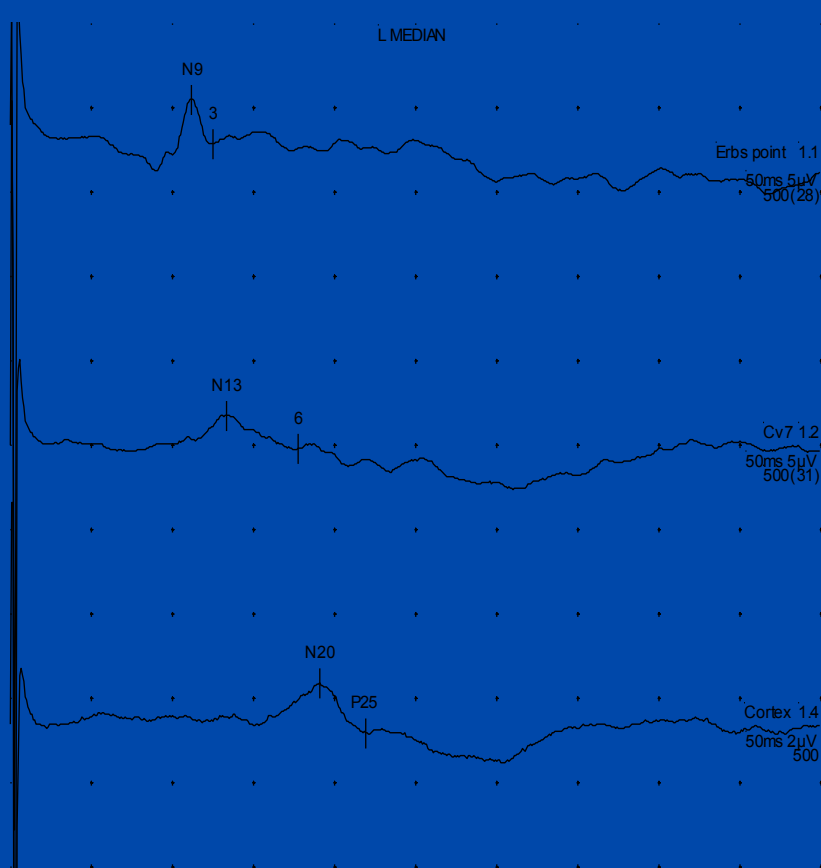 L MEDIAN
N9
3
Erbs point 1.1
50ms 5µV
500(28)
N13
6
Cv7 1.2
50ms 5µV
500(31)
N20
P25
Cortex 1.4
50ms 2µV
500